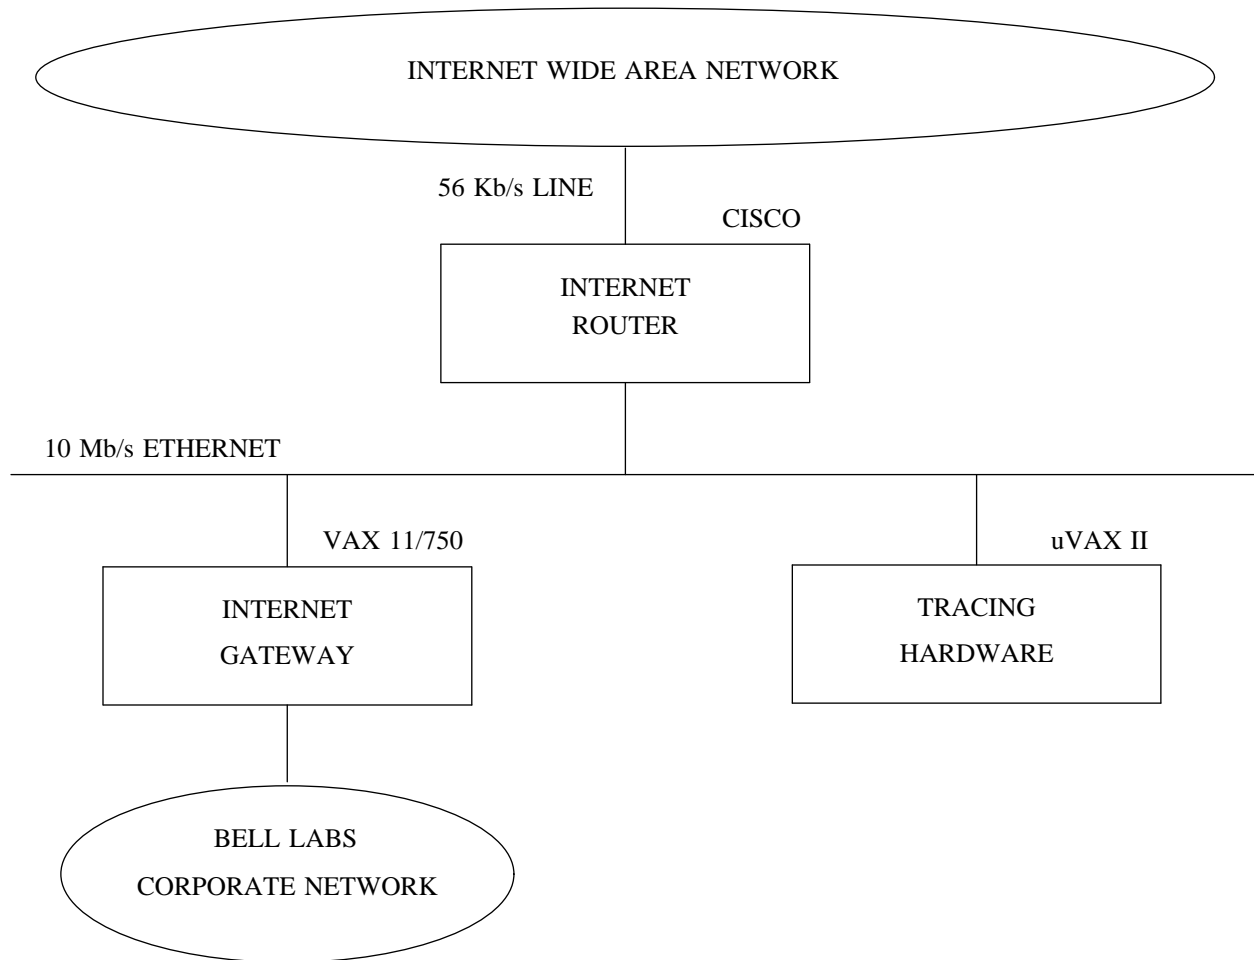 INTERNET WIDE AREA NETWORK
56 Kb/s LINE
CISCO
INTERNET
ROUTER
10 Mb/s ETHERNET
VAX 11/750
uVAX II
INTERNET
GATEWAY
TRACING
HARDWARE
BELL LABS
CORPORATE NETWORK